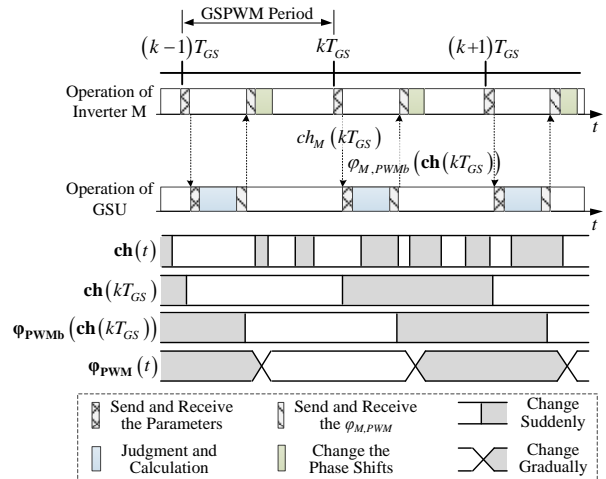 GSPWM Period
(k−1)T_GS
kT_GS
(k+1)T_GS
Operation of
Inverter M
t
ch_M(kT_GS)
φ_M,PWMb(ch(kT_GS))
Operation of
GSU
t
ch(t)
ch(kT_GS)
φ_PWMb(ch(kT_GS))
φ_PWM(t)
Send and Receive
the Parameters
Send and Receive
the φ_M,PWM
Change
Suddenly
Judgment and
Calculation
Change the
Phase Shifts
Change
Gradually